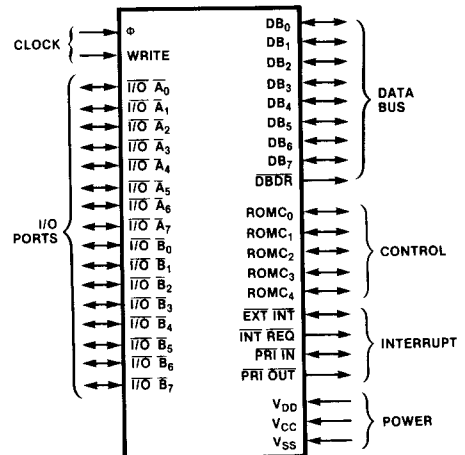 CLOCK
Φ
WRITE
I/O
PORTS
I/O A0
I/O A1
I/O A2
I/O A3
I/O A4
I/O A5
I/O A6
I/O A7
I/O B0
I/O B1
I/O B2
I/O B3
I/O B4
I/O B5
I/O B6
I/O B7
DB0
DB1
DB2
DB3
DB4
DB5
DB6
DB7
DBDR
DATA
BUS
ROMC0
ROMC1
ROMC2
ROMC3
ROMC4
CONTROL
EXT INT
INT REQ
PRI IN
PRI OUT
INTERRUPT
VDD
VCC
VSS
POWER